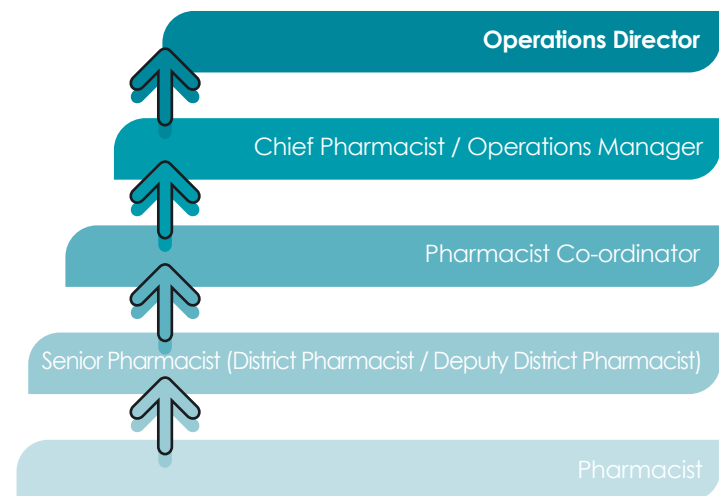 Operations Director
Chief Pharmacist / Operations Manager
Pharmacist Co-ordinator
Senior Pharmacist (District Pharmacist / Deputy District Pharmacist)
Pharmacist